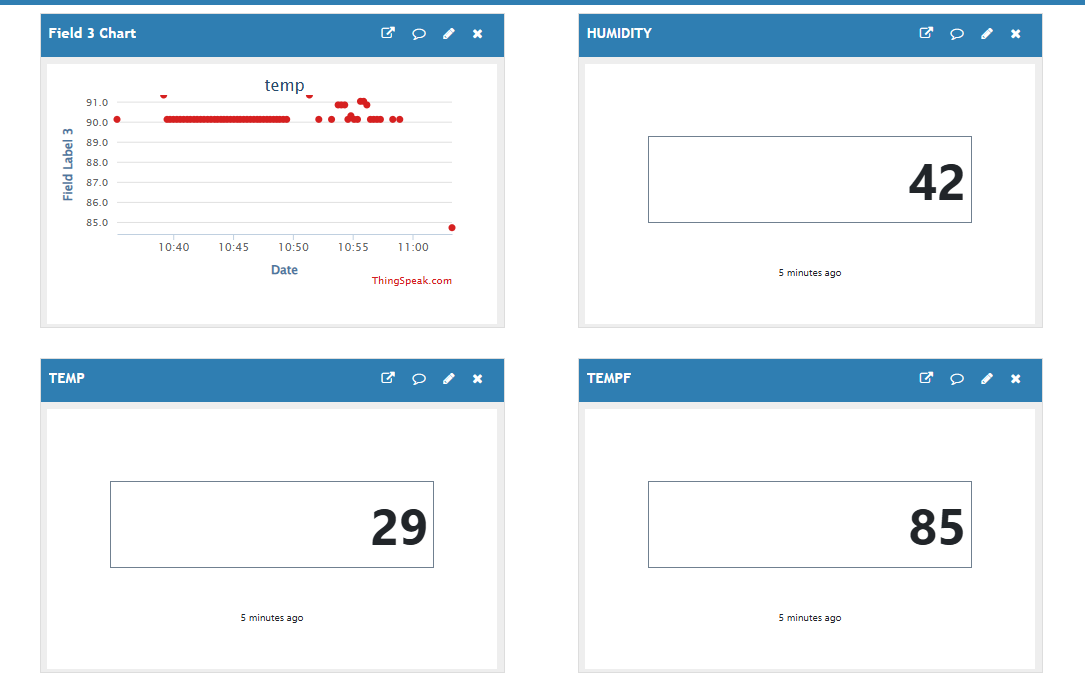 Field 3 Chart
temp
91.0
90.0
89.0
88.0
87.0
86.0
85.0
Field Label 3
10:40 10:45 10:50 10:55 11:00
Date
ThingSpeak.com
HUMIDITY
42
5 minutes ago
TEMP
29
5 minutes ago
TEMPF
85
5 minutes ago